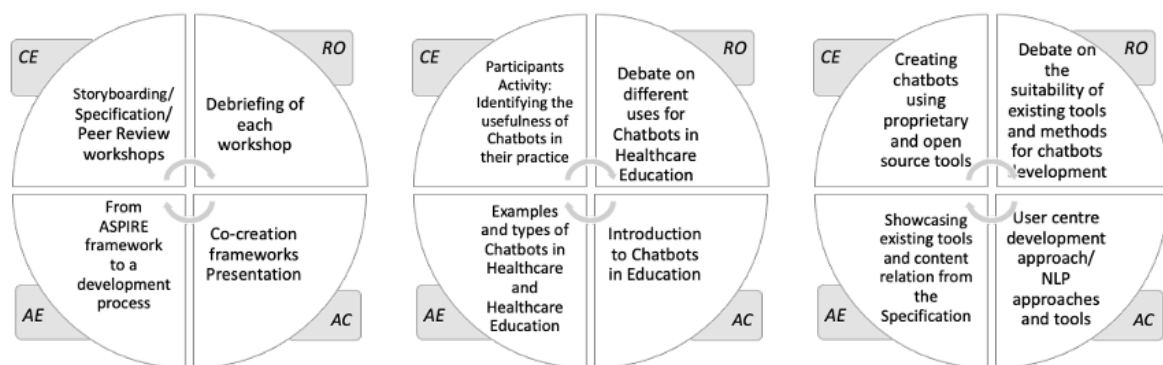 CE
Storyboarding/
Specification/
Peer Review
workshops
RO
Debriefing of
each
workshop
From
ASPIRE
framework
to a
development
process
AE
Co-creation
frameworks
Presentation
AC
CE
Participants
Activity:
Identifying the
usefulness of
Chatbots in
their practice
RO
Debate on
different
uses for
Chatbots in
Healthcare
Education
Examples
and types of
Chatbots in
Healthcare
and
Healthcare
Education
AE
Introduction
to Chatbots
in Education
AC
CE
Creating
chatbots
using
proprietary
and open
source tools
RO
Debate on
the
suitability of
existing tools
and methods
for chatbots
development
Showcasing
existing tools
and content
relation from
the
Specification
AE
User centre
development
approach/
NLP
approaches
and tools
AC